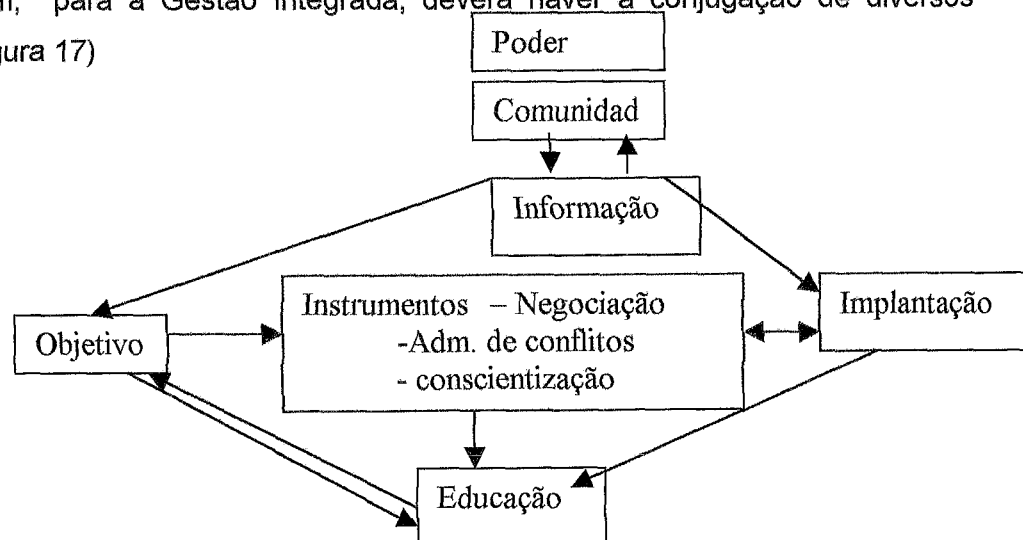 para a Gestão Integrada, deverá haver a conjugação de diversos
gura 17)
Poder
Comunidad
Informação
Instrumentos – Negociação
Implantação
Objetivo
-Adm. de conflitos
- conscientização
Educação